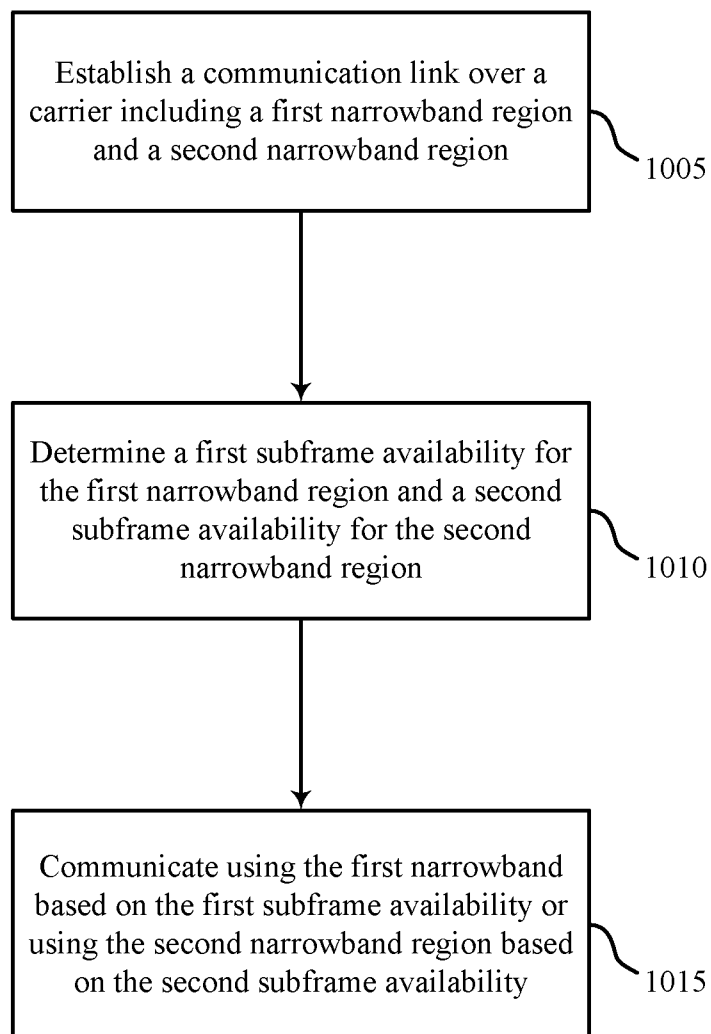 Establish a communication link over a
carrier including a first narrowband region
and a second narrowband region
1005
Determine a first subframe availability for
the first narrowband region and a second
subframe availability for the second
narrowband region
1010
Communicate using the first narrowband
based on the first subframe availability or
using the second narrowband region based
on the second subframe availability
1015